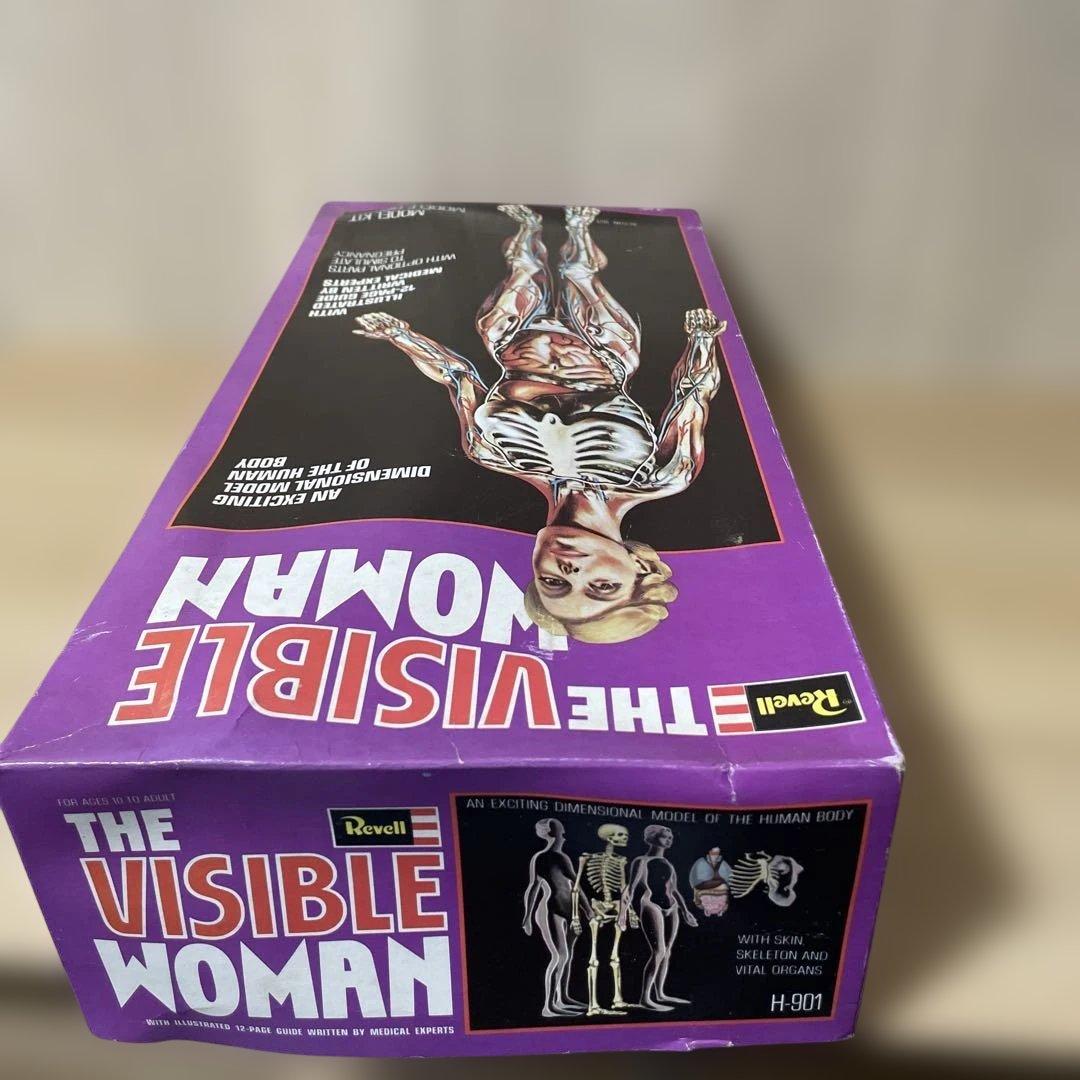 MODEL KIT
WITH OPTIONAL PARTS
TO SIMULATE
PREGNANCY
WITH
ILLUSTRATED
12-PAGE GUIDE
WRITTEN BY
MEDICAL EXPERTS
AN EXCITING
DIMENSIONAL MODEL
OF THE HUMAN
BODY
Revell
THE VISIBLE
WOMAN
FOR AGES 10 TO ADULT
THE
VISIBLE
WOMAN
Revell
WITH ILLUSTRATED 12-PAGE GUIDE WRITTEN BY MEDICAL EXPERTS
AN EXCITING DIMENSIONAL MODEL OF THE HUMAN BODY
WITH SKIN,
SKELETON AND
VITAL ORGANS
H-901